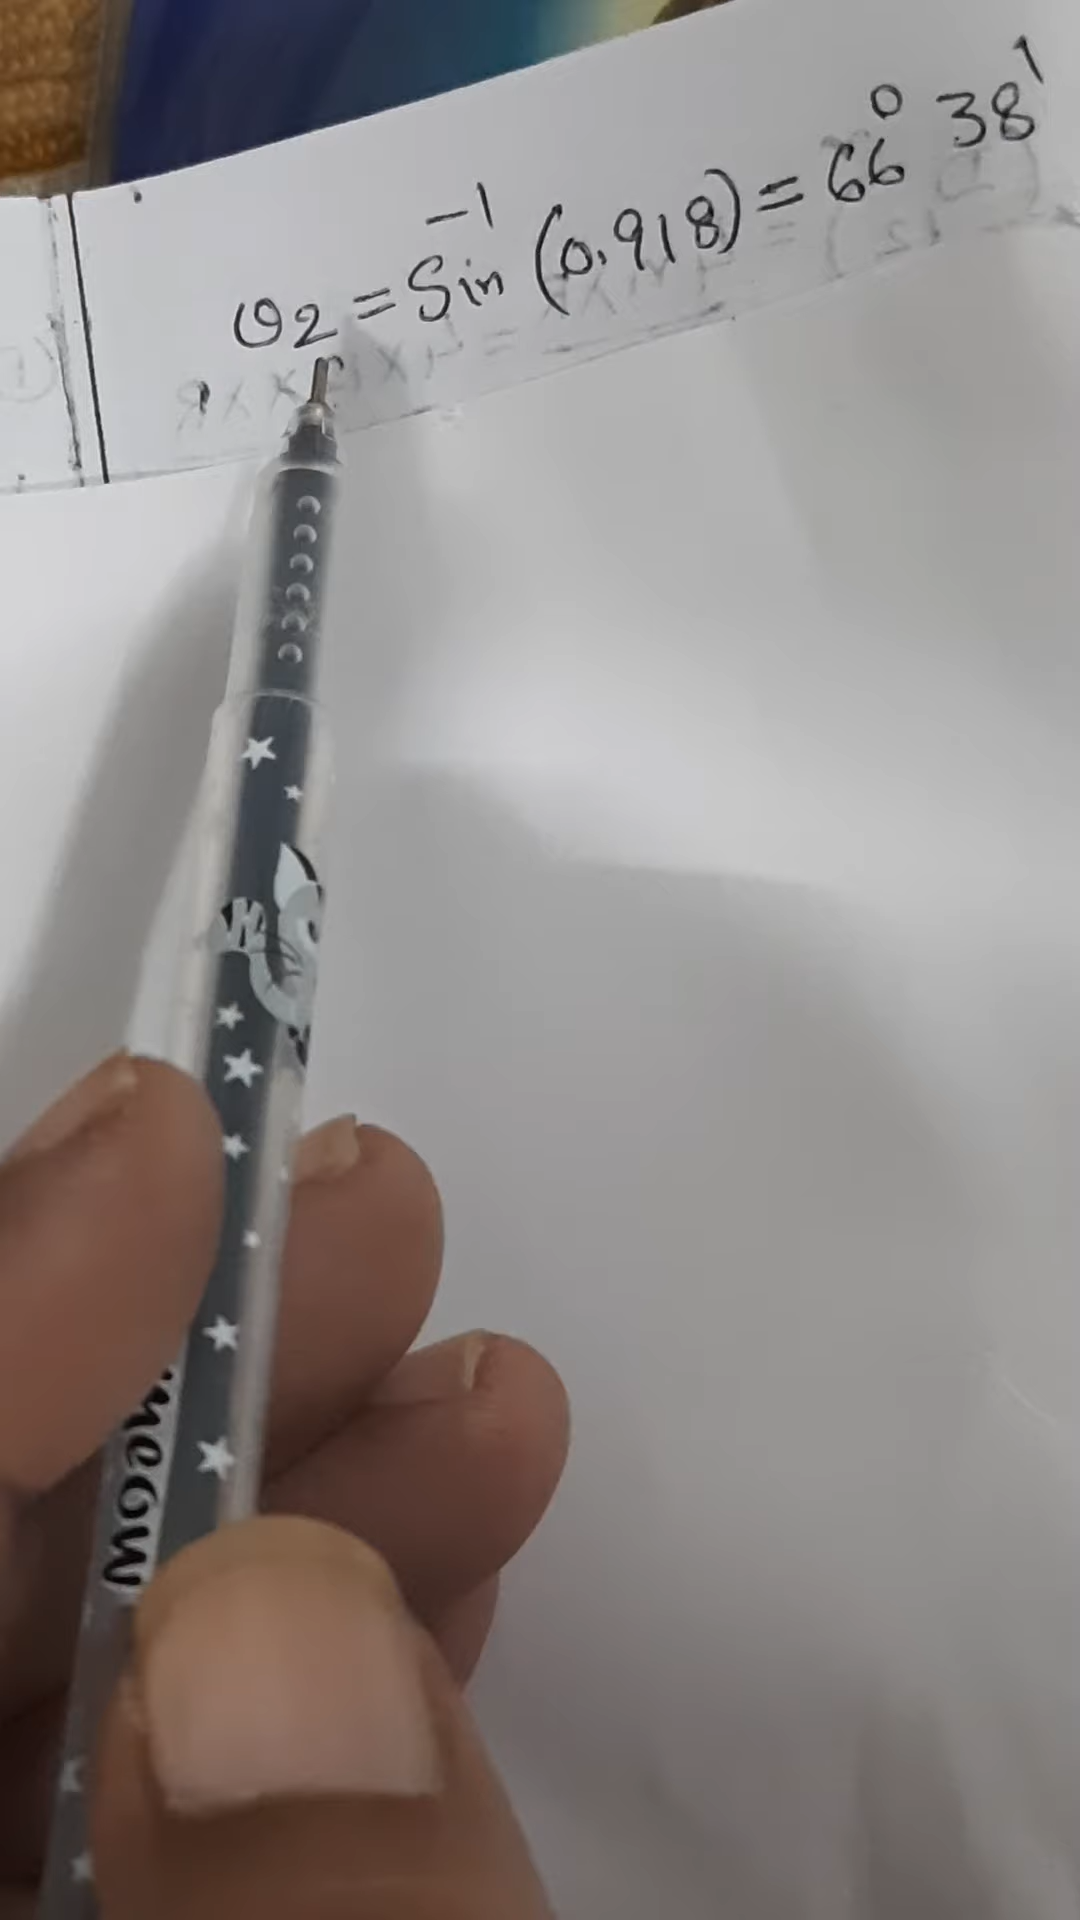 θ2 = Sin⁻¹ (0.918) = 66° 38'
meow